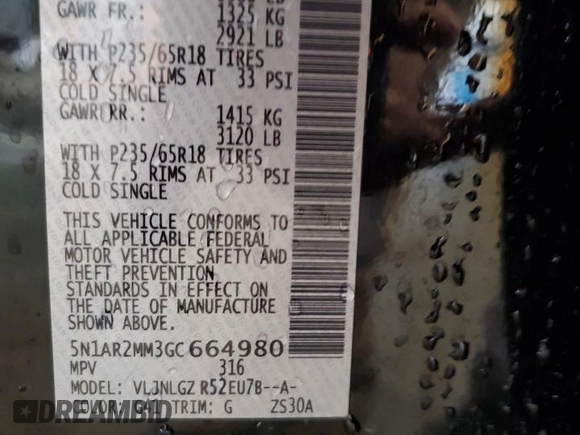 GAWR FR.: 1325 KG
2921 LB
WITH P235/65R18 TIRES
18 X 7.5 RIMS AT 33 PSI
COLD SINGLE
GAWR RR.: 1415 KG
3120 LB
WITH P235/65R18 TIRES
18 X 7.5 RIMS AT 33 PSI
COLD SINGLE
THIS VEHICLE CONFORMS TO
ALL APPLICABLE FEDERAL
MOTOR VEHICLE SAFETY AND
THEFT PREVENTION
STANDARDS IN EFFECT ON
THE DATE OF MANUFACTURE
SHOWN ABOVE.
5N1AR2MM3GC664980
MPV 316
MODEL: VLJNLGZ R52EU7B--A-
COLOR: G41 TRIM: G ZS30A
DREAMBID